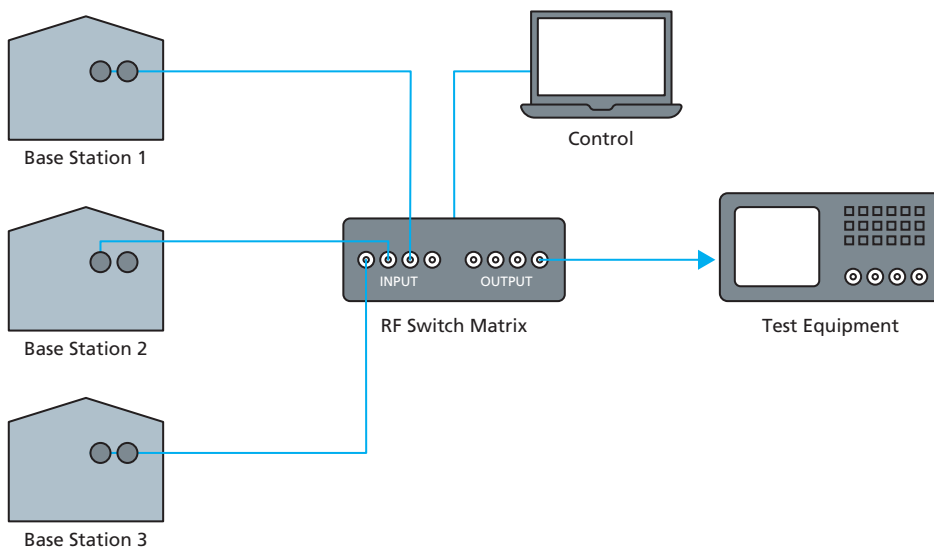 Base Station 1
Control
Base Station 2
INPUT
OUTPUT
RF Switch Matrix
Test Equipment
Base Station 3